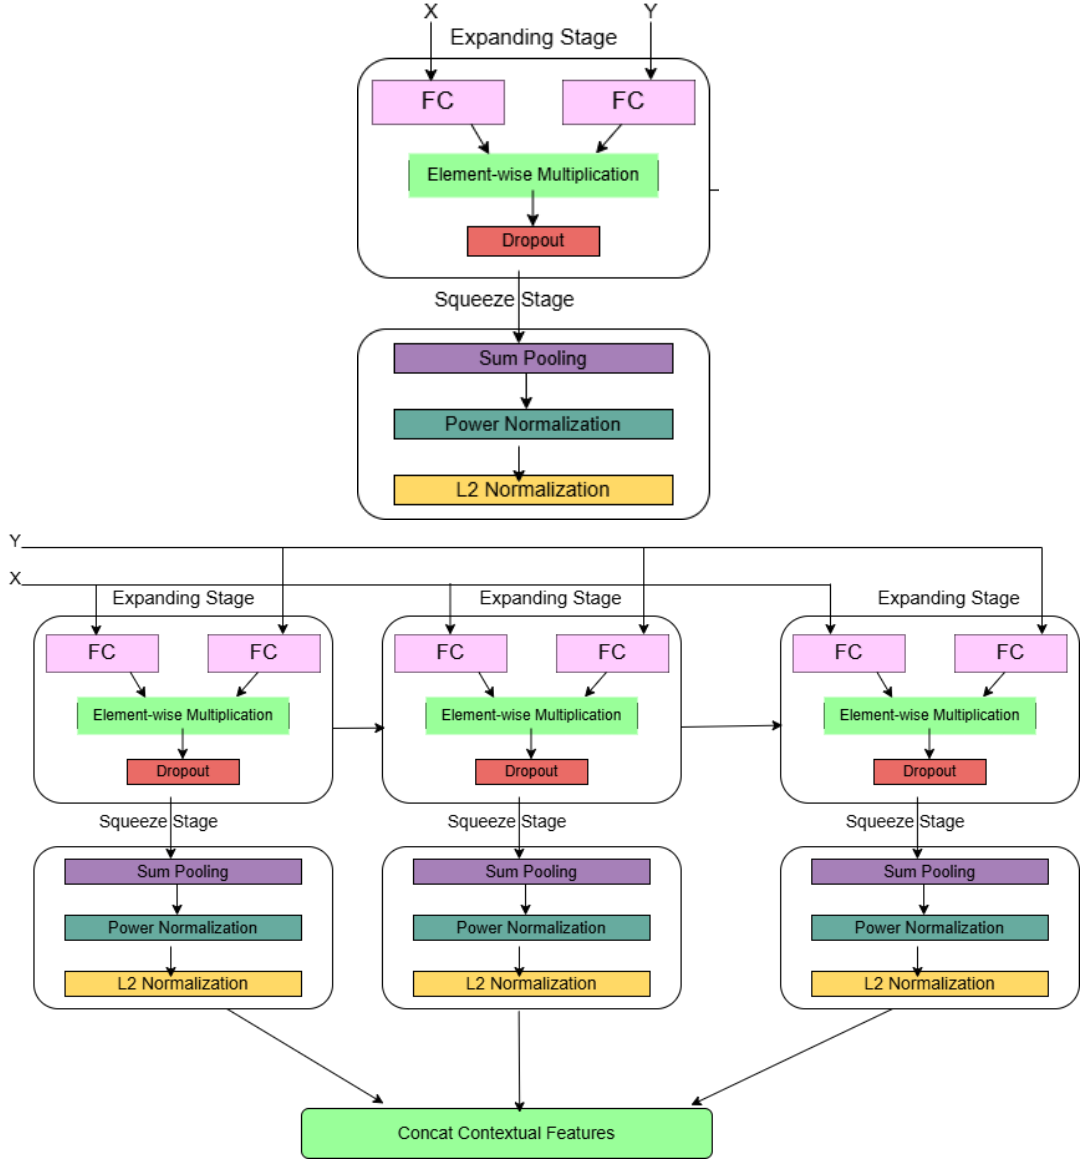 X Y
Expanding Stage
FC FC
Element-wise Multiplication
Dropout
Squeeze Stage
Sum Pooling
Power Normalization
L2 Normalization
Y
X
Expanding Stage Expanding Stage Expanding Stage
FC FC FC FC FC FC
Element-wise Multiplication Element-wise Multiplication Element-wise Multiplication
Dropout Dropout Dropout
Squeeze Stage Squeeze Stage Squeeze Stage
Sum Pooling Sum Pooling Sum Pooling
Power Normalization Power Normalization Power Normalization
L2 Normalization L2 Normalization L2 Normalization
Concat Contextual Features